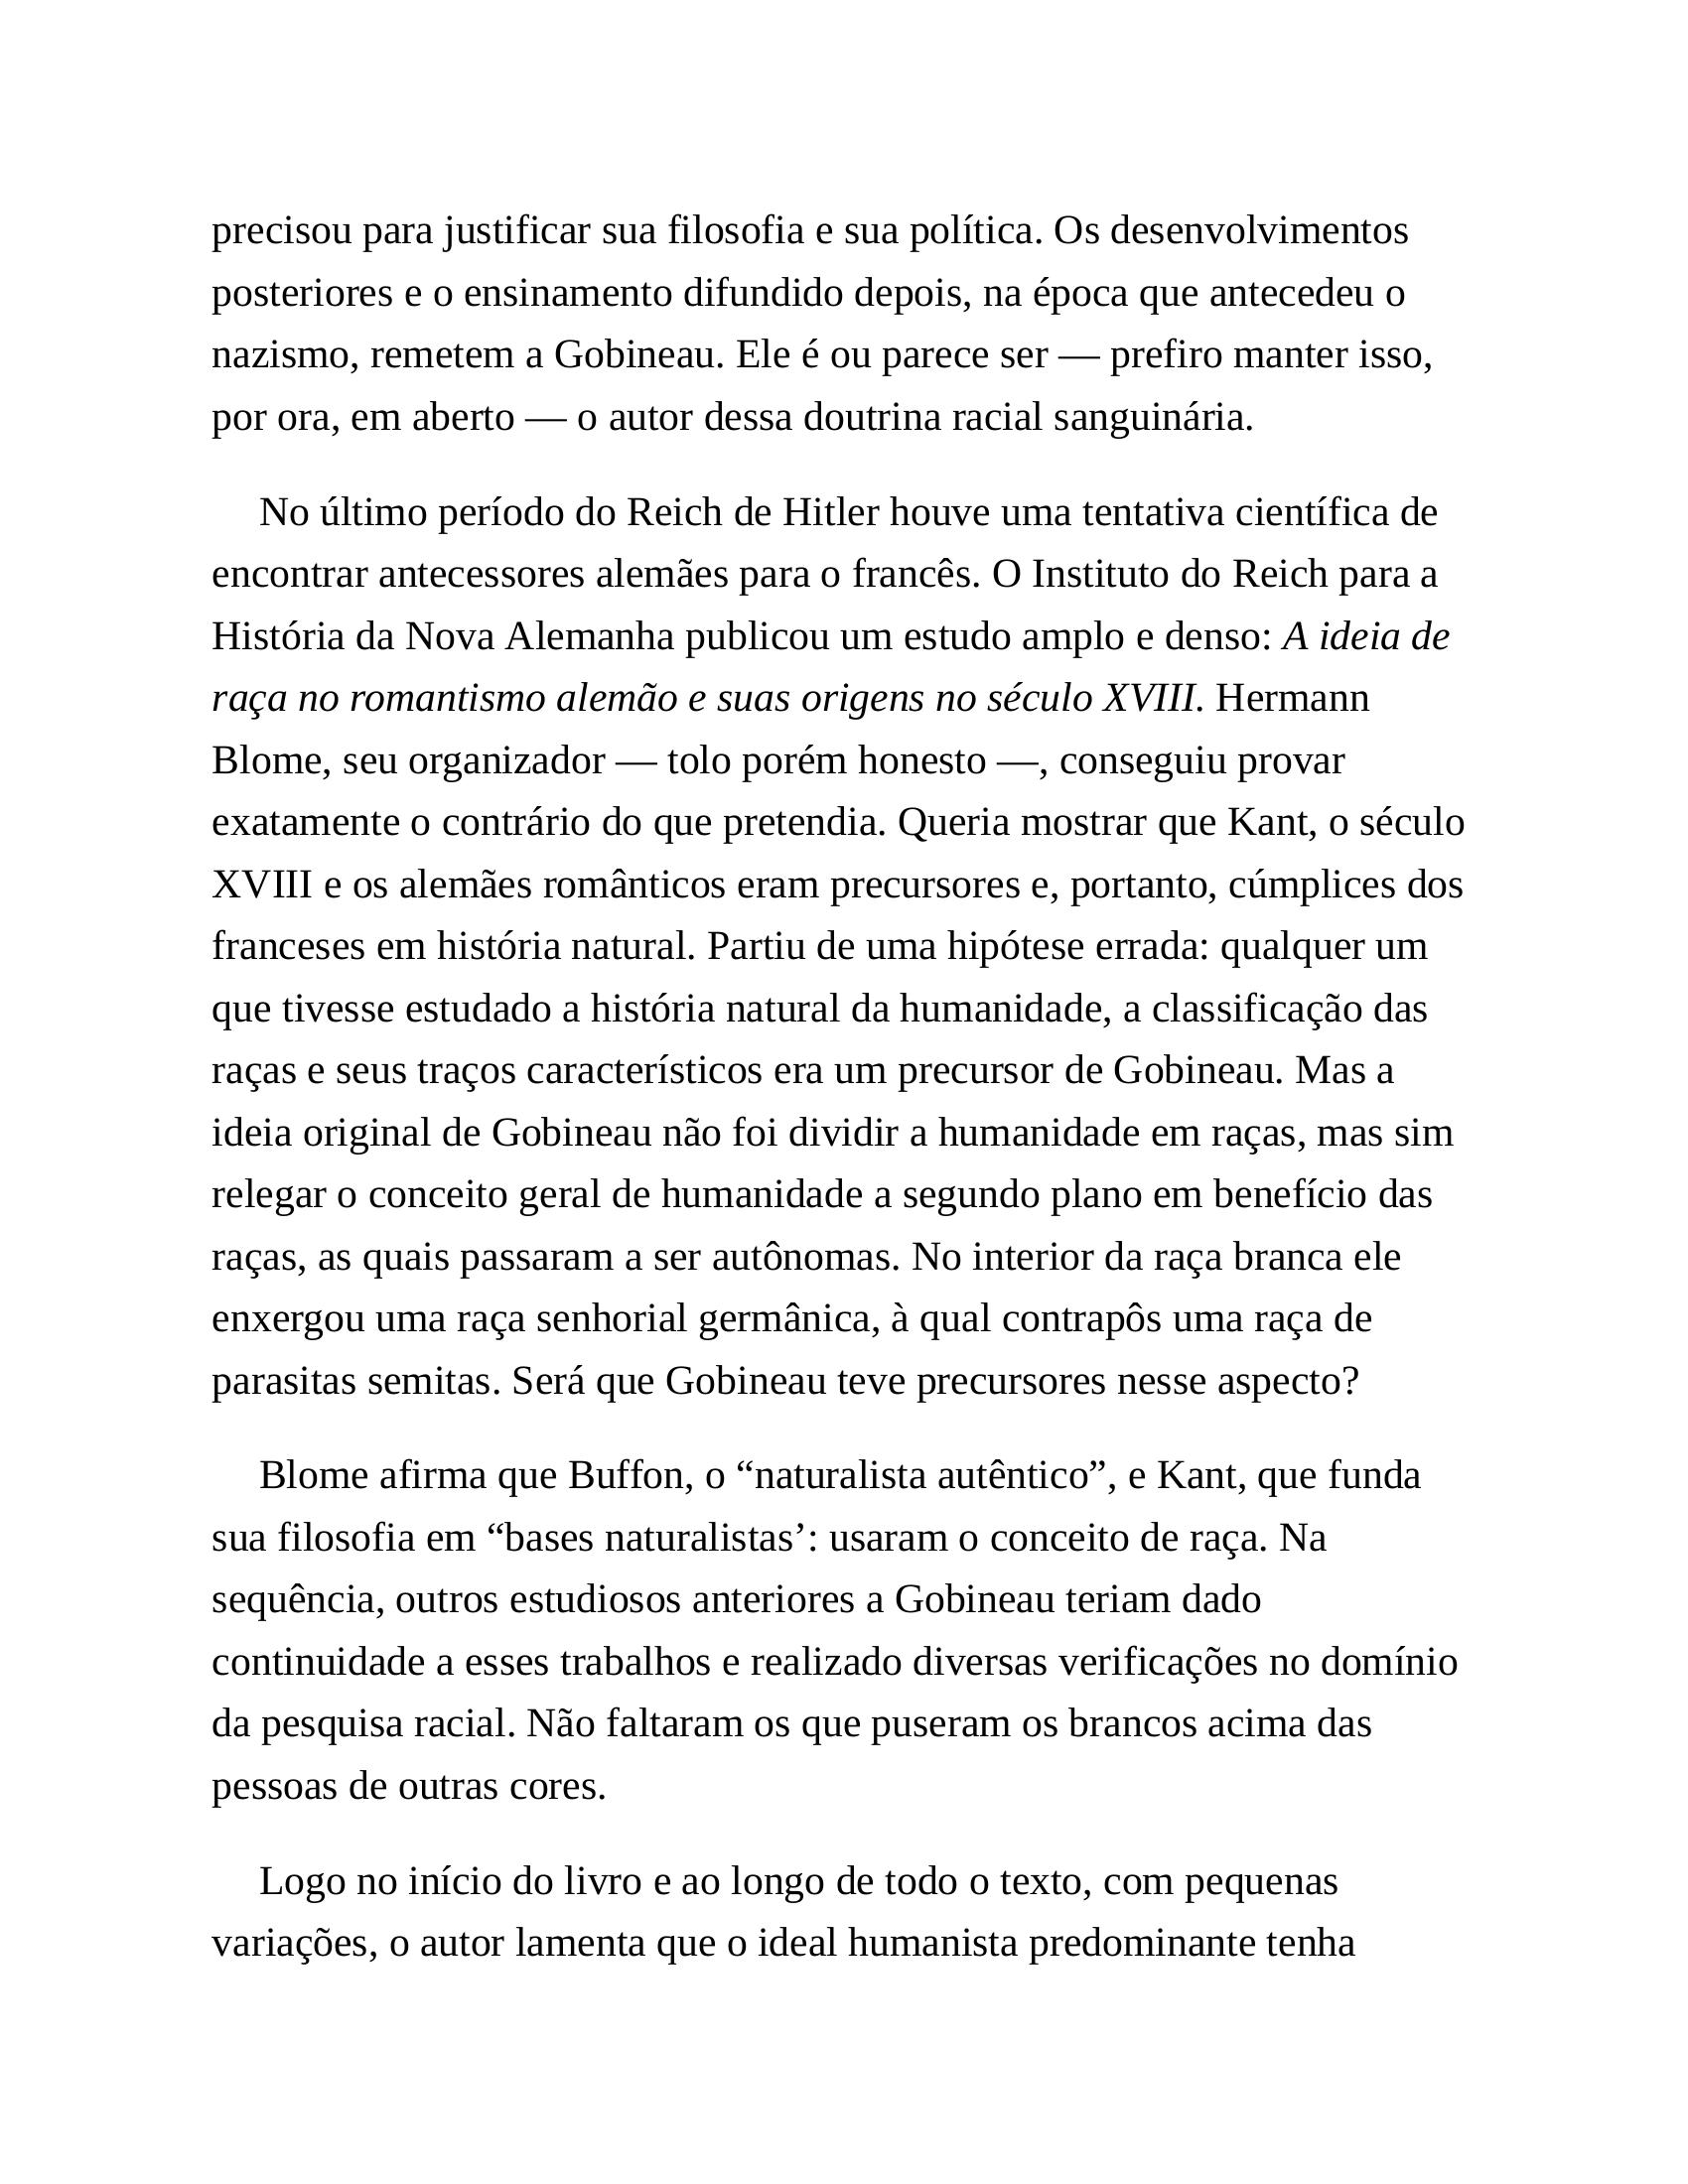 precisou para justificar sua filosofia e sua política. Os desenvolvimentos
posteriores e o ensinamento difundido depois, na época que antecedeu o
nazismo, remetem a Gobineau. Ele é ou parece ser — prefiro manter isso,
por ora, em aberto — o autor dessa doutrina racial sanguinária.
No último período do Reich de Hitler houve uma tentativa científica de
encontrar antecessores alemães para o francês. O Instituto do Reich para a
História da Nova Alemanha publicou um estudo amplo e denso: A ideia de
raça no romantismo alemão e suas origens no século XVIII. Hermann
Blome, seu organizador — tolo porém honesto —, conseguiu provar
exatamente o contrário do que pretendia. Queria mostrar que Kant, o século
XVIII e os alemães românticos eram precursores e, portanto, cúmplices dos
franceses em história natural. Partiu de uma hipótese errada: qualquer um
que tivesse estudado a história natural da humanidade, a classificação das
raças e seus traços característicos era um precursor de Gobineau. Mas a
ideia original de Gobineau não foi dividir a humanidade em raças, mas sim
relegar o conceito geral de humanidade a segundo plano em benefício das
raças, as quais passaram a ser autônomas. No interior da raça branca ele
enxergou uma raça senhorial germânica, à qual contrapôs uma raça de
parasitas semitas. Será que Gobineau teve precursores nesse aspecto?
Blome afirma que Buffon, o “naturalista autêntico”, e Kant, que funda
sua filosofia em “bases naturalistas’: usaram o conceito de raça. Na
sequência, outros estudiosos anteriores a Gobineau teriam dado
continuidade a esses trabalhos e realizado diversas verificações no domínio
da pesquisa racial. Não faltaram os que puseram os brancos acima das
pessoas de outras cores.
Logo no início do livro e ao longo de todo o texto, com pequenas
variações, o autor lamenta que o ideal humanista predominante tenha